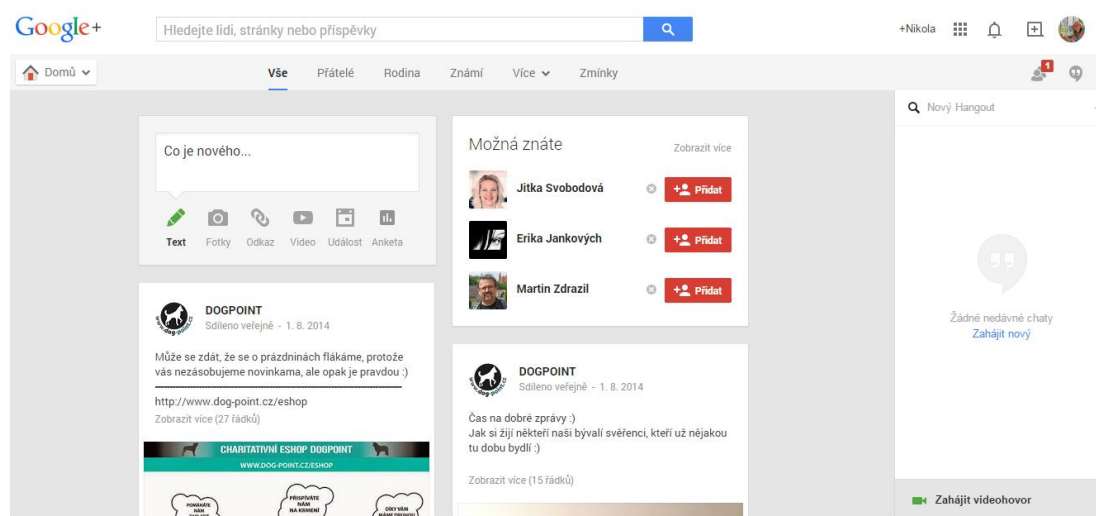 Google+
Hledejte lidi, stránky nebo příspěvky
+Nikola
Domů
Vše Přátelé Rodina Známí Více Zmínky
1
Nový Hangout
Co je nového...
Text Fotky Odkaz Video Událost Anketa
Možná znáte
Zobrazit více
Jitka Svobodová
Přidat
Erika Jankových
Přidat
Martin Zdrazil
Přidat
DOGPOINT
Sdíleno veřejně - 1. 8. 2014
Může se zdát, že se o prázdninách flákáme, protože
vás nezásobujeme novinkama, ale opak je pravdou :)
http://www.dog-point.cz/eshop
Zobrazit více (27 řádků)
CHARITATIVNÍ ESHOP DOGPOINT
WWW.DOG-POINT.CZ/ESHOP
POMÁHÁTE
NÁM
PŘISPÍVÁTE
NÁM
NA KRMENÍ
DÍKY VÁM
DOGPOINT
Sdíleno veřejně - 1. 8. 2014
Čas na dobré zprávy :)
Jak si žijí někteří naši bývalí svěřenci, kteří už nějakou
tu dobu bydlí :)
Zobrazit více (15 řádků)
Žádné nedávné chaty
Zahájit nový
Zahájit videohovor